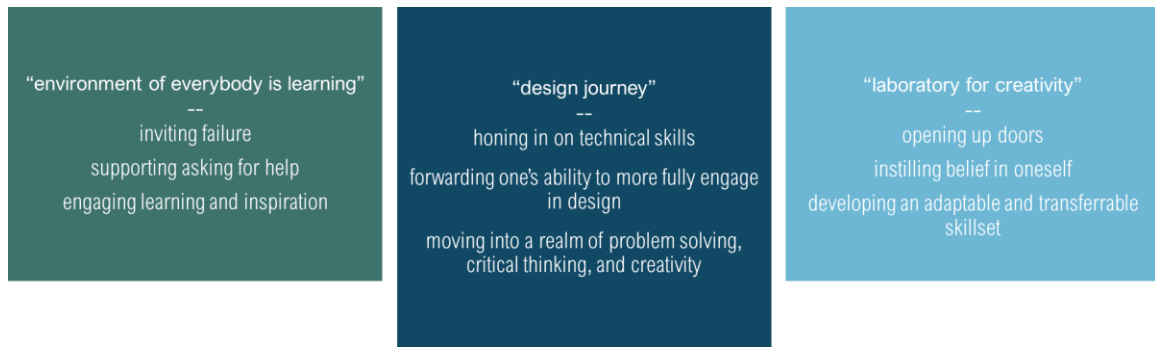 “environment of everybody is learning”
--
inviting failure
supporting asking for help
engaging learning and inspiration
“design journey”
--
honing in on technical skills
forwarding one’s ability to more fully engage
in design
moving into a realm of problem solving,
critical thinking, and creativity
“laboratory for creativity”
--
opening up doors
instilling belief in oneself
developing an adaptable and transferrable
skillset